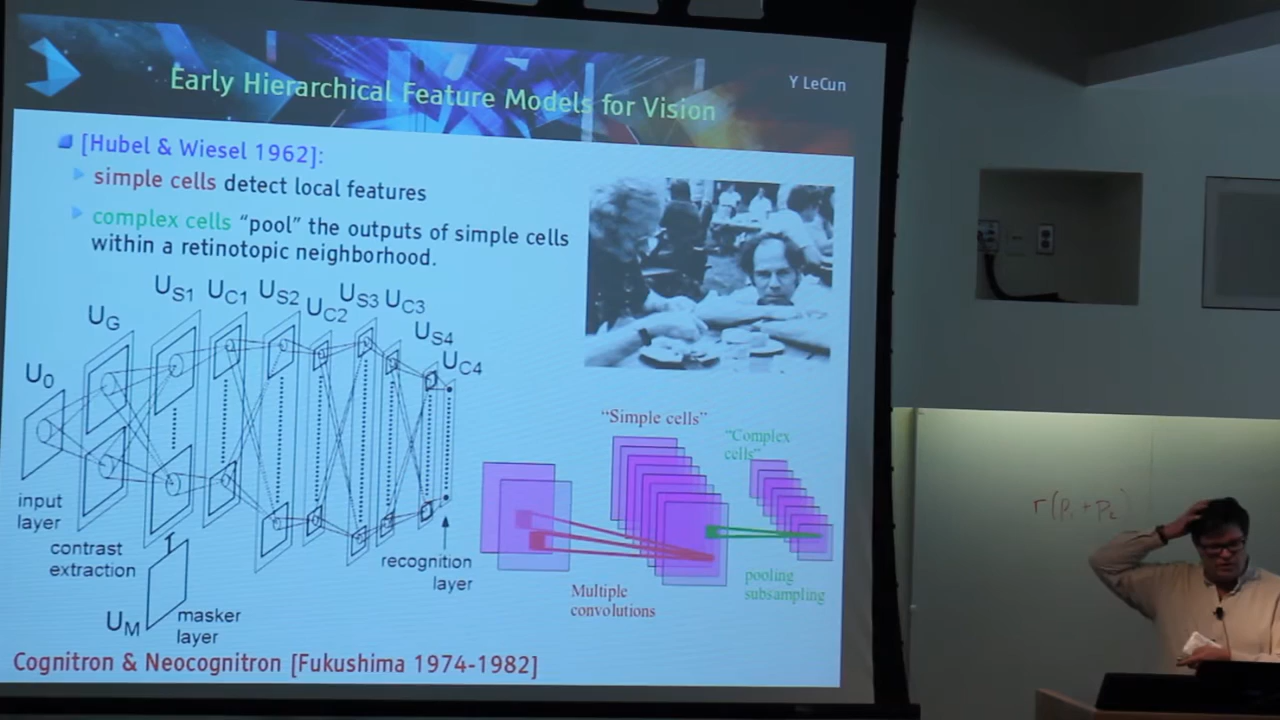 Early Hierarchical Feature Models for Vision
Y LeCun
[Hubel & Wiesel 1962]:
simple cells detect local features
complex cells “pool” the outputs of simple cells
within a retinotopic neighborhood.
U0
UG
US1
UC1
US2
UC2
US3
UC3
US4
UC4
input
layer
contrast
extraction
UM
masker
layer
recognition
layer
“Simple cells”
“Complex
cells”
Multiple
convolutions
pooling
subsampling
Cognitron & Neocognitron [Fukushima 1974-1982]
r(p1+p2)